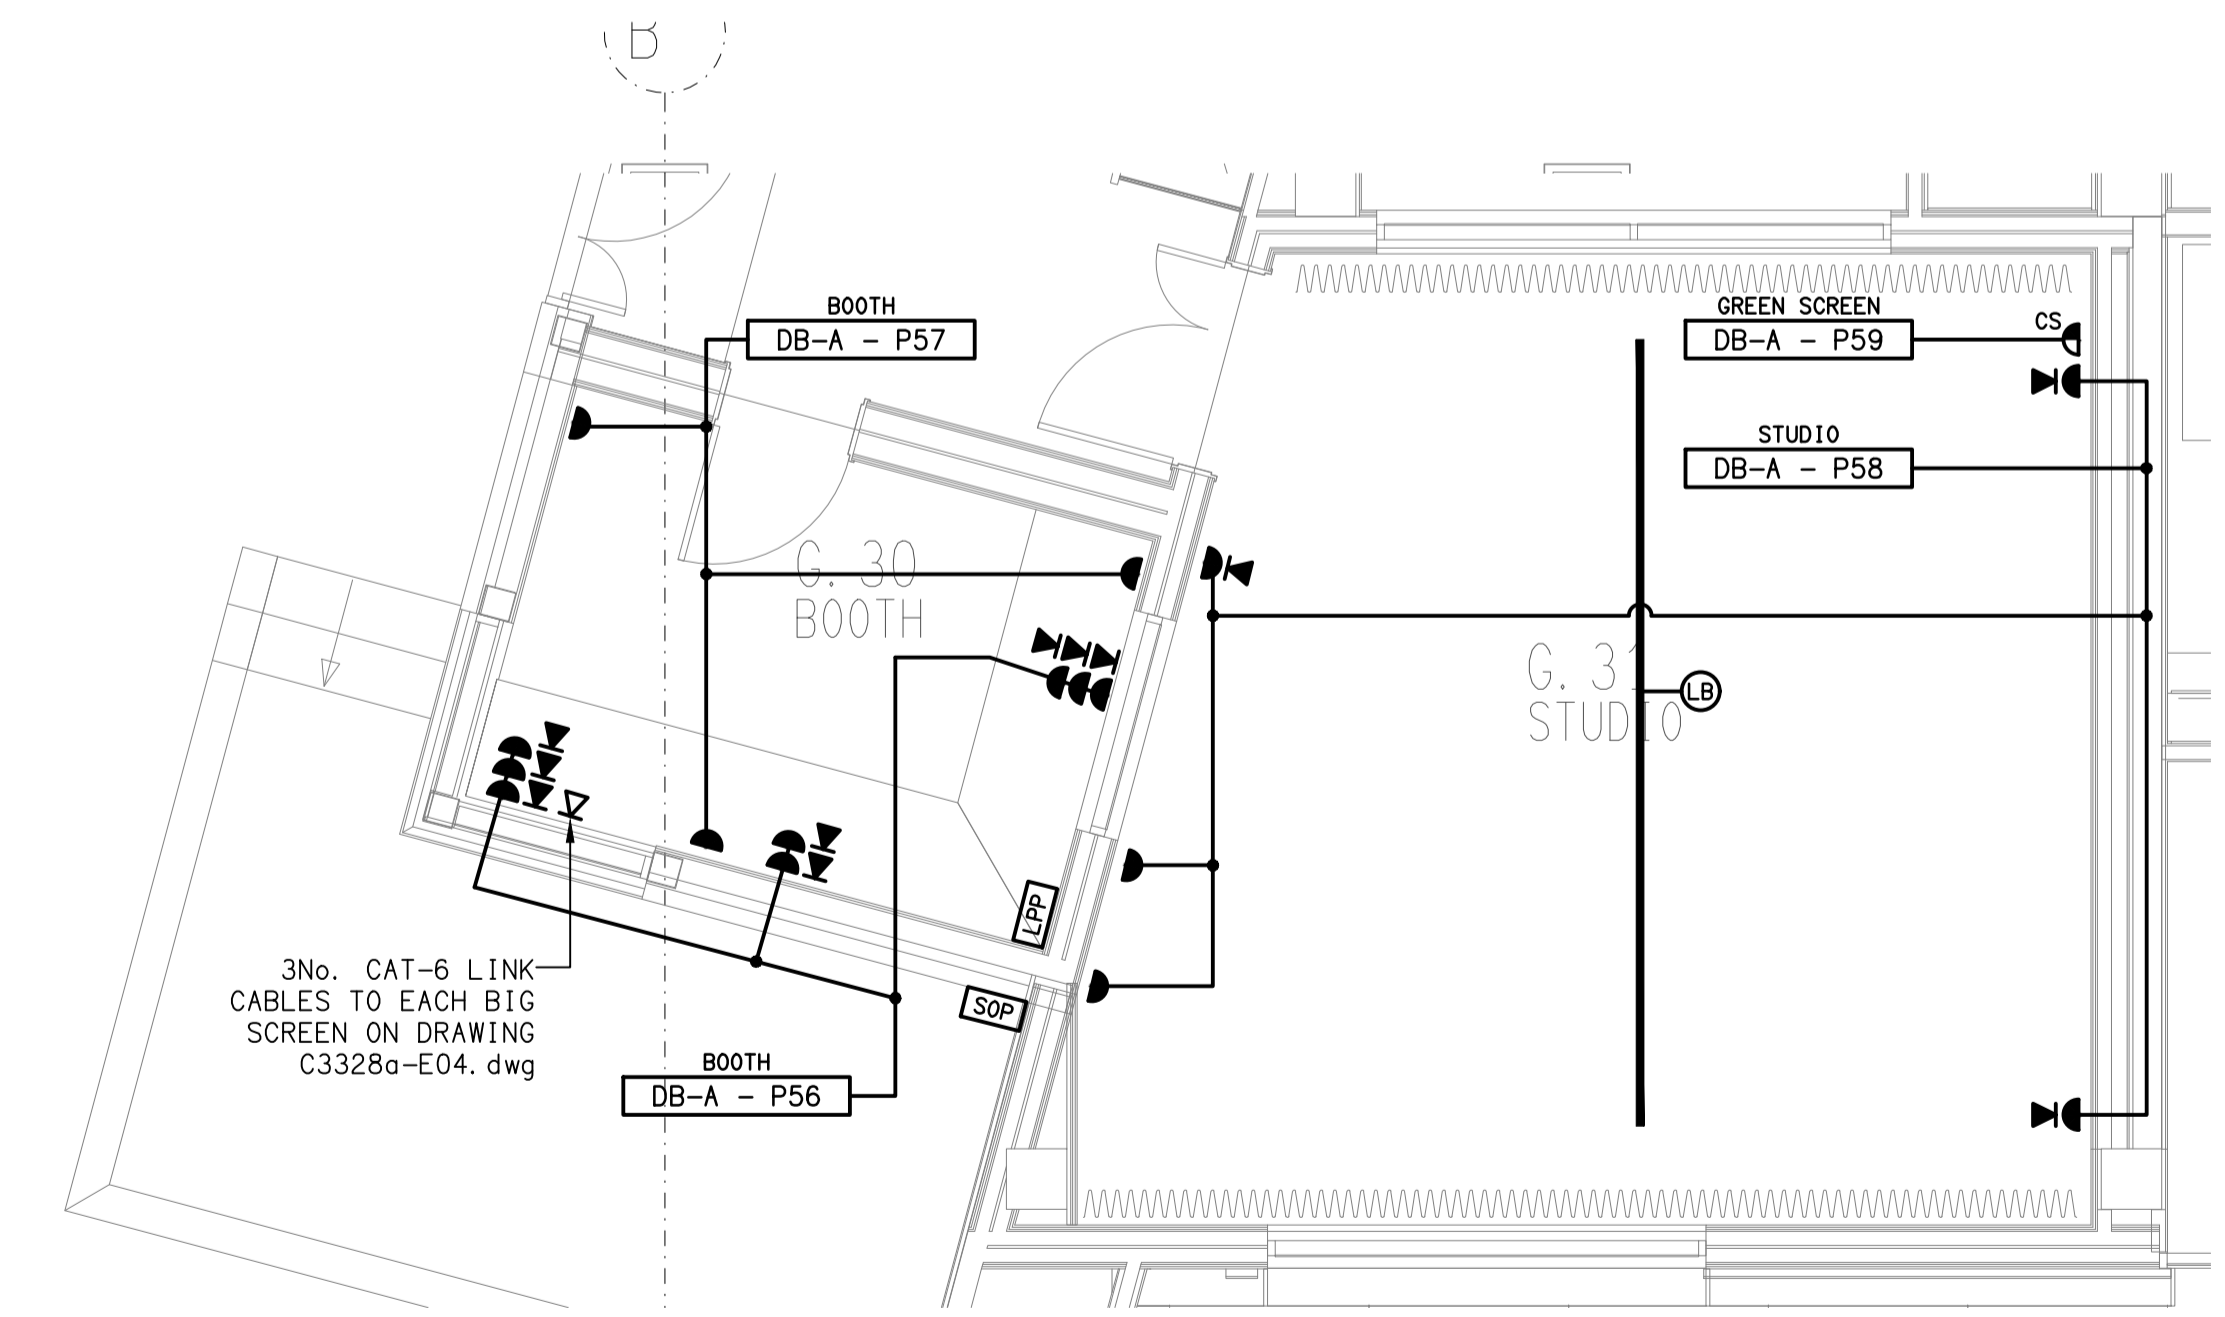 B
BOOTH
DB-A - P57
GREEN SCREEN
DB-A - P59
CS
STUDIO
DB-A - P58
G.30
BOOTH
G.31
STUDIO
LB
LPP
SOP
3No. CAT-6 LINK
CABLES TO EACH BIG
SCREEN ON DRAWING
C3328a-E04.dwg
BOOTH
DB-A - P56